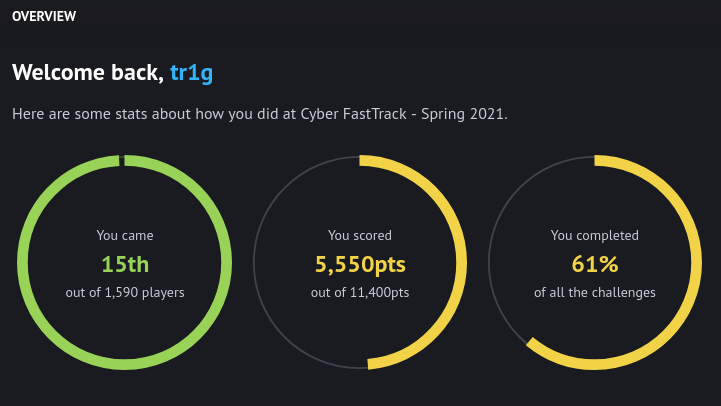 OVERVIEW
Welcome back, tr1g
Here are some stats about how you did at Cyber FastTrack - Spring 2021.
You came
15th
out of 1,590 players
You scored
5,550pts
out of 11,400pts
You completed
61%
of all the challenges